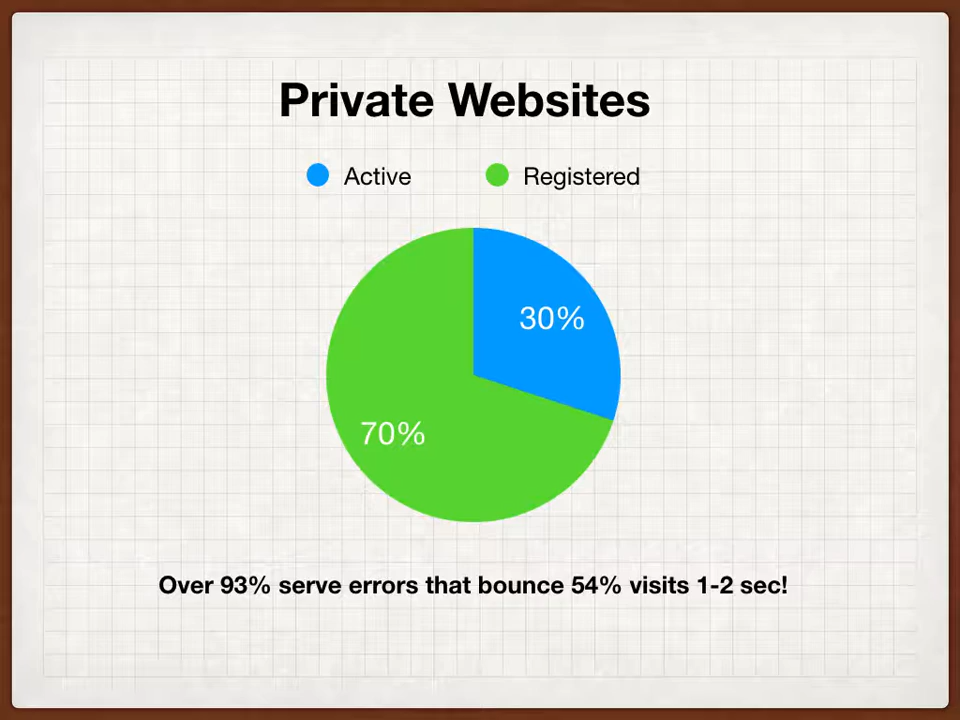 Private Websites
Active Registered
30%
70%
Over 93% serve errors that bounce 54% visits 1-2 sec!